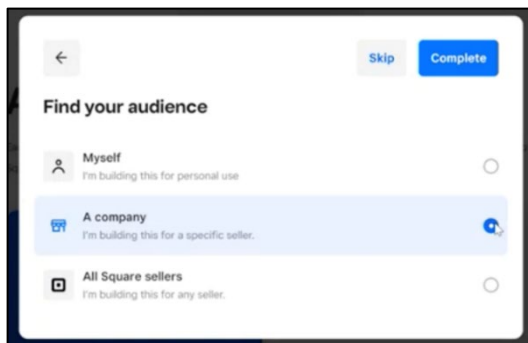 Skip
Complete
Find your audience
Myself
I'm building this for personal use
A company
I'm building this for a specific seller.
All Square sellers
I'm building this for any seller.